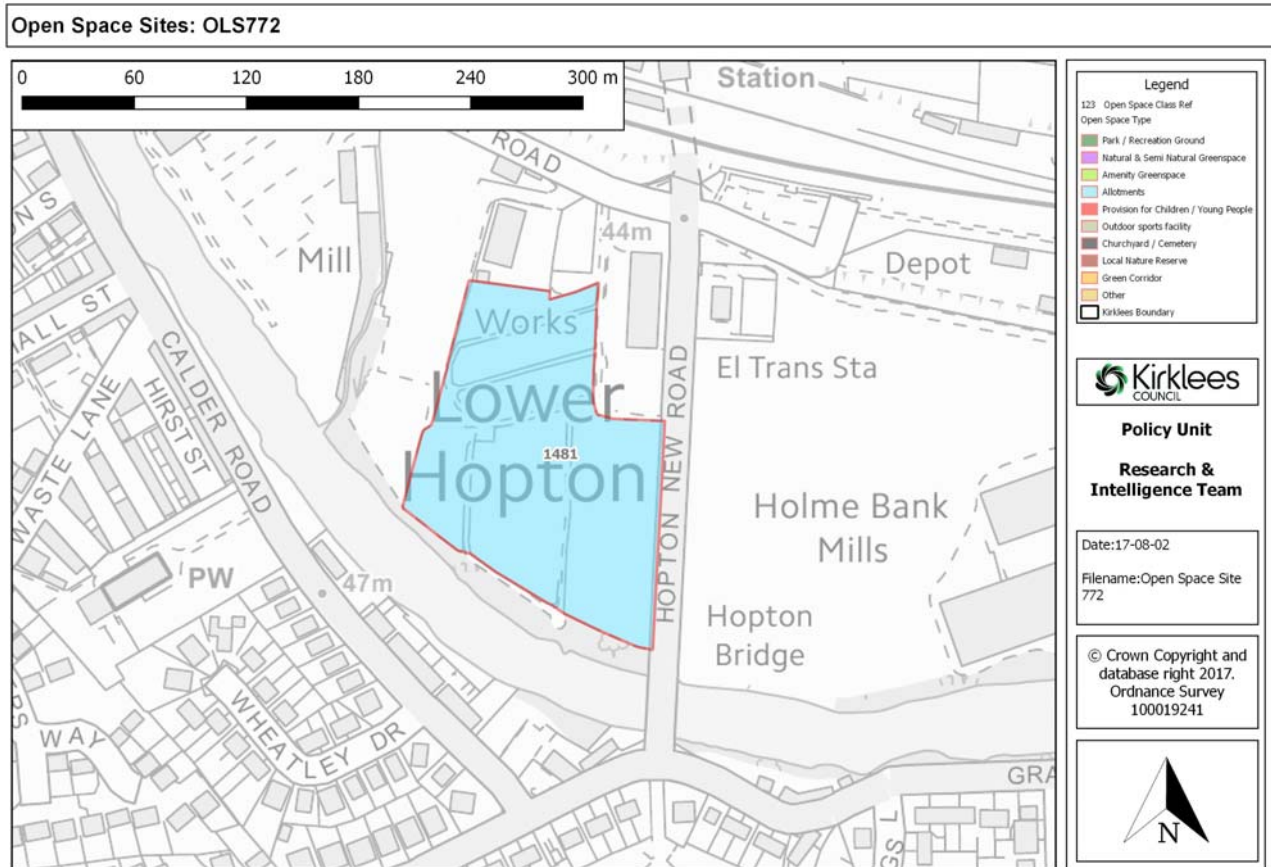 Open Space Sites: OLS772
0 60 120 180 240 300 m
Station
ROAD
44m
Mill
Depot
Works
El Trans Sta
Lower
Hopton
1481
HOPTON NEW ROAD
CALDER ROAD
HIRST ST
WASTE LANE
PW
47m
Holme Bank
Mills
Hopton
Bridge
WHEATLEY DR
WAY
Legend
123 Open Space Class Ref
Open Space Type
Park / Recreation Ground
Natural & Semi Natural Greenspace
Amenity Greenspace
Allotments
Provision for Children / Young People
Outdoor sports facility
Churchyard / Cemetery
Local Nature Reserve
Green Corridor
Other
Kirklees Boundary
Kirklees
COUNCIL
Policy Unit
Research &
Intelligence Team
Date:17-08-02
Filename:Open Space Site
772
© Crown Copyright and
database right 2017.
Ordnance Survey
100019241
N